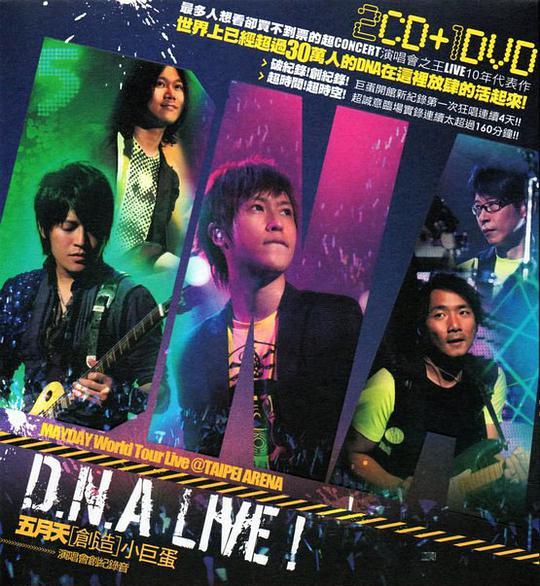 最多人想看卻買不到票的超CONCERT演唱會之王LIVE10年代表作
2CD+1DVD
世界上已經超過30萬人的DNA在這裡放肆的活起來!
> 破紀錄!創紀錄! 巨蛋開館新紀錄第一次狂唱連續4天!!
> 超時間!超時空! 超誠意臨場實錄連續太超過160分鐘!!
MAYDAY World Tour Live @TAIPEI ARENA
D.N.A LIVE !
五月天[創造]小巨蛋
演唱會創紀錄音